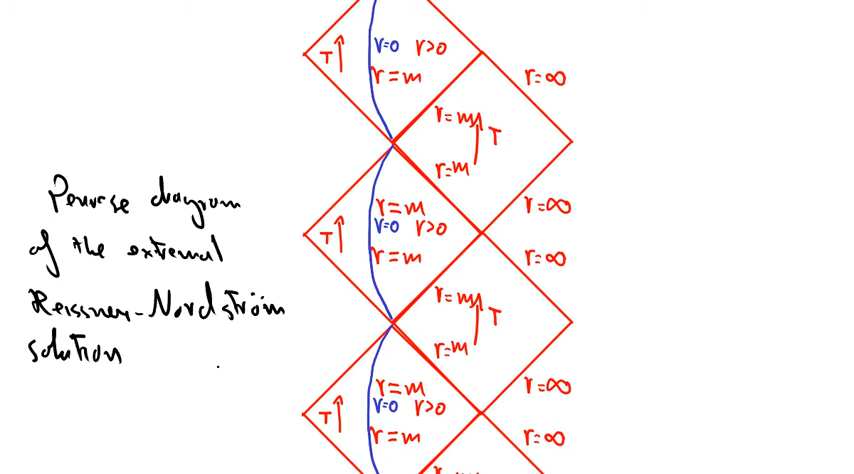 T
r=0 r>0
r=m
r=∞
r=m
T
r=m
Penrose diagram
r=m
r=∞
T
r=0 r>0
of the extremal
r=m
r=∞
Reissner-Nordström
r=m
T
solution
r=m
r=m
r=∞
T
r=0 r>0
r=m
r=∞